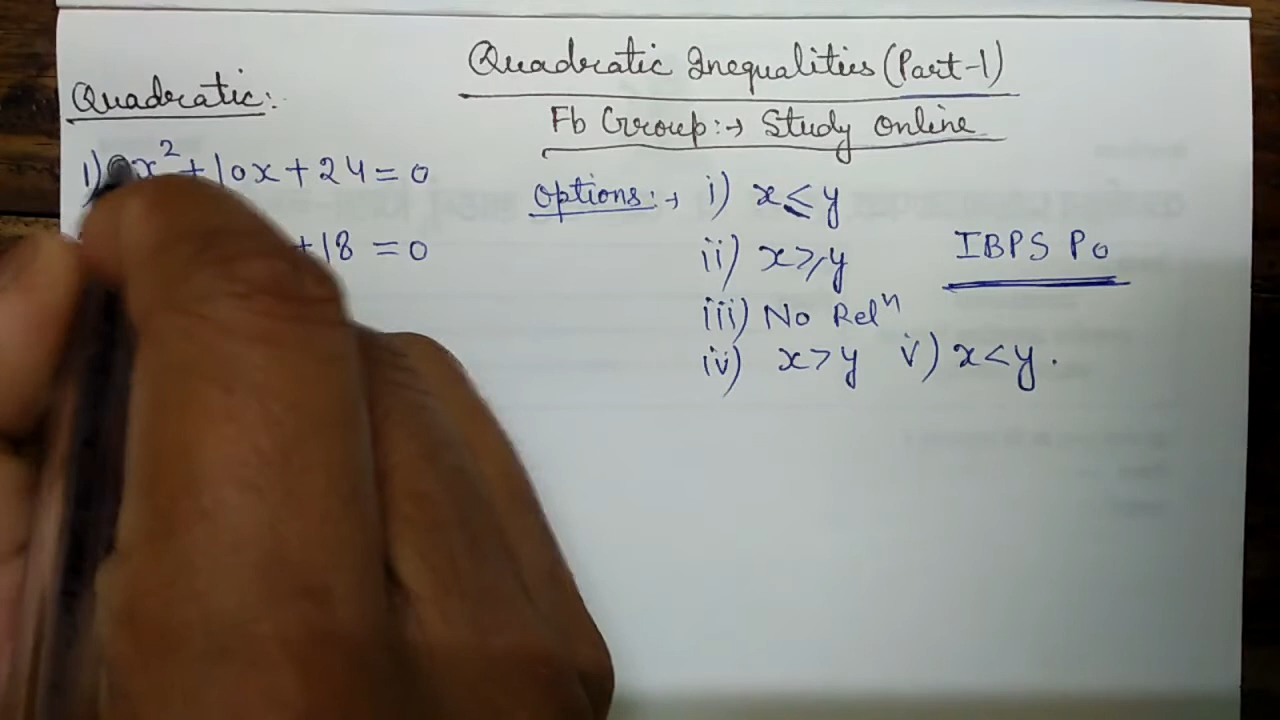 Quadratic Inequalities (Part-1)
Fb Group:→ Study Online
Quadratic:-
1) x² + 10x + 24 = 0
+ 18 = 0
Options:→ i) x ≤ y
ii) x ≥ y
iii) No Relⁿ
iv) x > y v) x < y.
IBPS PO